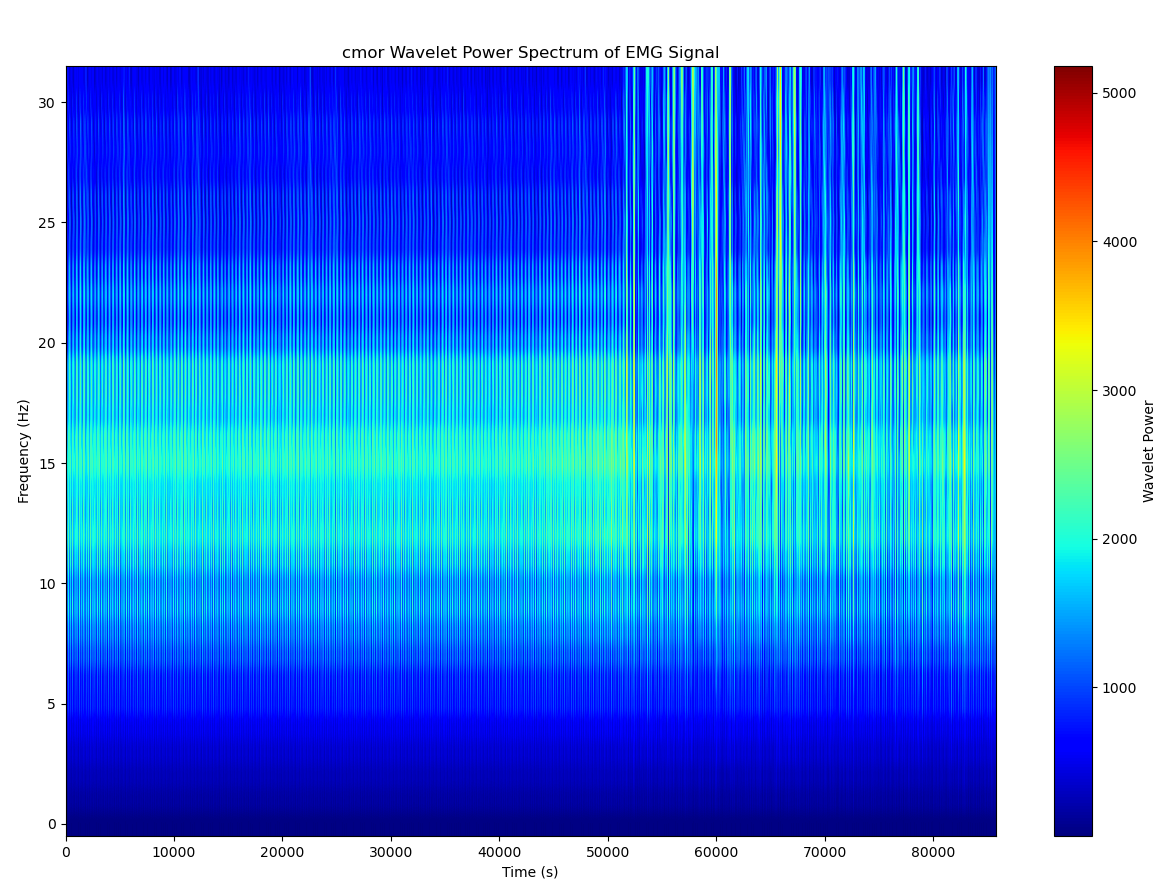 cmor Wavelet Power Spectrum of EMG Signal
30
25
20
15
10
5
0
Frequency (Hz)
0 10000 20000 30000 40000 50000 60000 70000 80000
Time (s)
5000
4000
3000
2000
1000
Wavelet Power